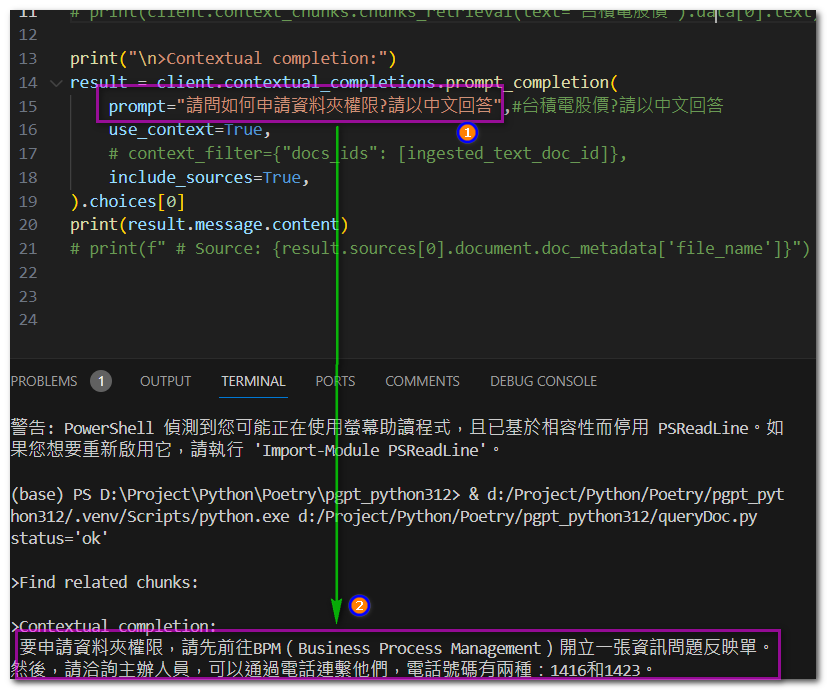 11 # print(client.context_chunks.chunks_retrieval(text="台積電股價").data[0].text)
12
13 print("\n>Contextual completion:")
14 result = client.contextual_completions.prompt_completion(
15 prompt="請問如何申請資料夾權限?請以中文回答",#台積電股價?請以中文回答
1
16 use_context=True,
17 # context_filter={"docs_ids": [ingested_text_doc_id]},
18 include_sources=True,
19 ).choices[0]
20 print(result.message.content)
21 # print(f" # Source: {result.sources[0].document.doc_metadata['file_name']}")
22
23
24
PROBLEMS 1 OUTPUT TERMINAL PORTS COMMENTS DEBUG CONSOLE
警告: PowerShell 偵測到您可能正在使用螢幕助讀程式，且已基於相容性而停用 PSReadLine。如
果您想要重新啟用它，請執行 'Import-Module PSReadLine'。
(base) PS D:\Project\Python\Poetry\pgpt_python312> & d:/Project/Python/Poetry/pgpt_pyt
hon312/.venv/Scripts/python.exe d:/Project/Python/Poetry/pgpt_python312/queryDoc.py
status='ok'
>Find related chunks:
2
>Contextual completion:
要申請資料夾權限，請先前往BPM（Business Process Management）開立一張資訊問題反映單。
然後，請洽詢主辦人員，可以通過電話連繫他們，電話號碼有兩種：1416和1423。